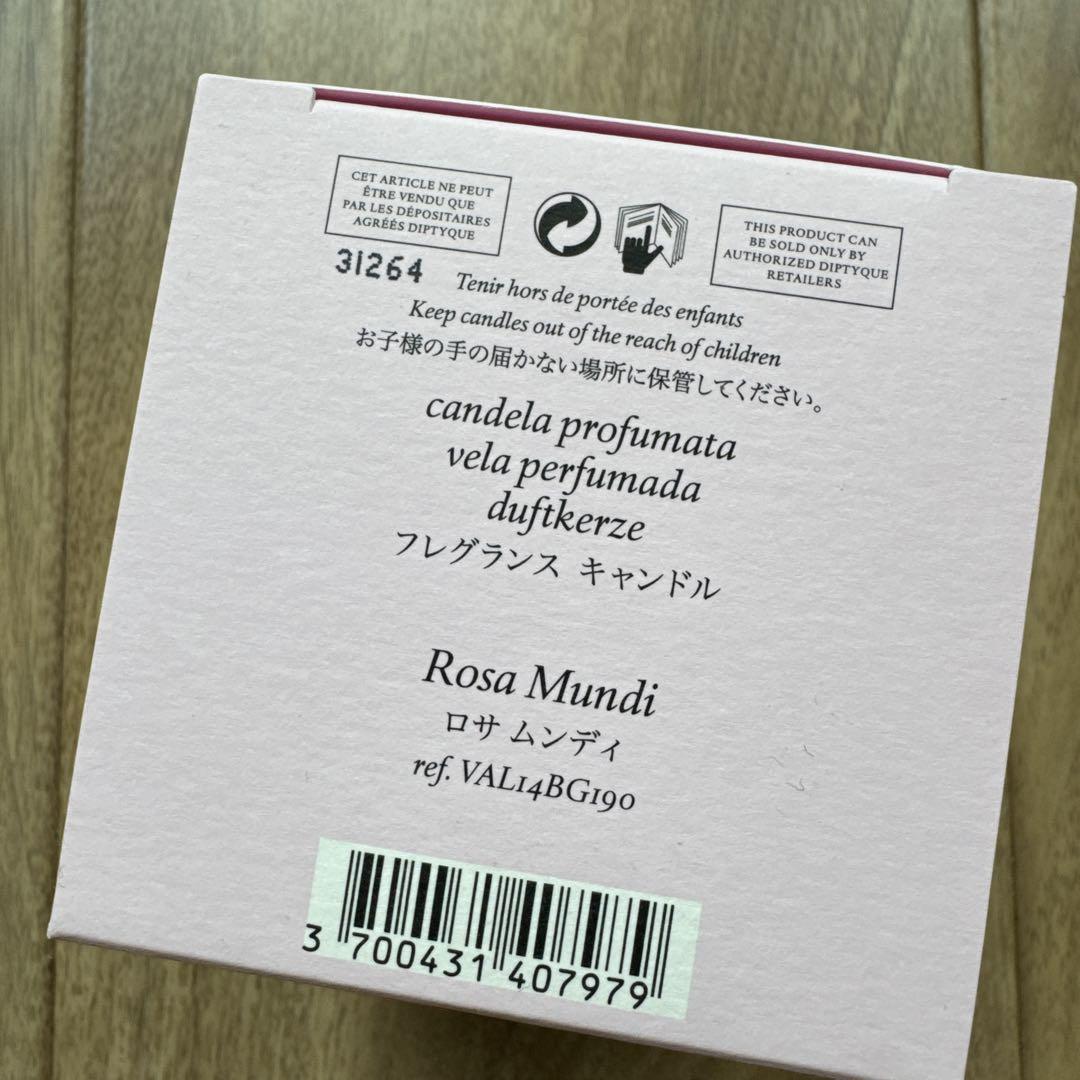 CET ARTICLE NE PEUT
ÊTRE VENDU QUE
PAR LES DÉPOSITAIRES
AGRÉÉS DIPTYQUE
THIS PRODUCT CAN
BE SOLD ONLY BY
AUTHORIZED DIPTYQUE
RETAILERS
31264
Tenir hors de portée des enfants
Keep candles out of the reach of children
お子様の手の届かない場所に保管してください。
candela profumata
vela perfumada
duftkerze
フレグランス キャンドル
Rosa Mundi
ロサ ムンディ
ref. VAL14BG190
3 700431 407979